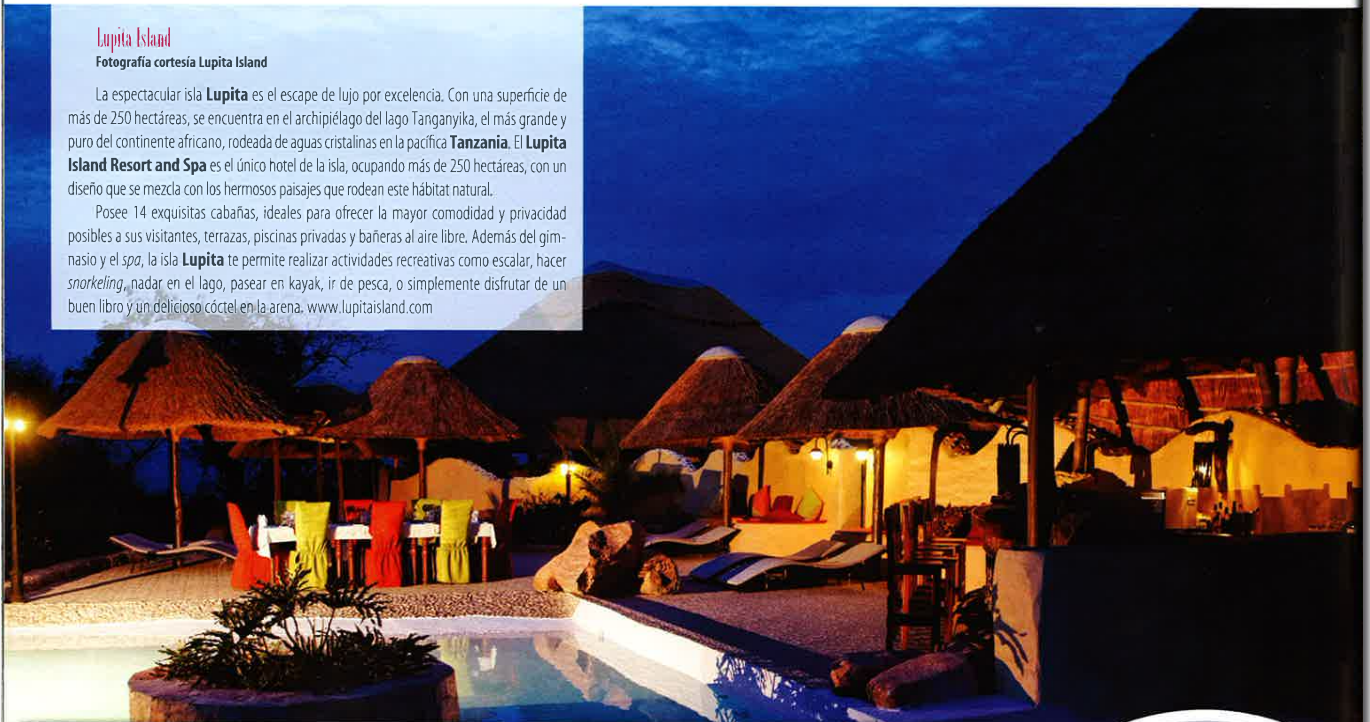 Lupita Island
Fotografía cortesía Lupita Island
La espectacular isla Lupita es el escape de lujo por excelencia. Con una superficie de
más de 250 hectáreas, se encuentra en el archipiélago del lago Tanganyika, el más grande y
puro del continente africano, rodeada de aguas cristalinas en la pacífica Tanzania. El Lupita
Island Resort and Spa es el único hotel de la isla, ocupando más de 250 hectáreas, con un
diseño que se mezcla con los hermosos paisajes que rodean este hábitat natural.
Posee 14 exquisitas cabañas, ideales para ofrecer la mayor comodidad y privacidad
posibles a sus visitantes, terrazas, piscinas privadas y bañeras al aire libre. Además del gim-
nasio y el spa, la isla Lupita te permite realizar actividades recreativas como escalar, hacer
snorkeling, nadar en el lago, pasear en kayak, ir de pesca, o simplemente disfrutar de un
buen libro y un delicioso cóctel en la arena. www.lupitaisland.com